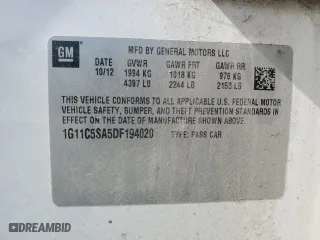 GM
MFD BY GENERAL MOTORS LLC
DATE GVWR GAWR FRT GAWR RR
10/12 1994 KG 1018 KG 976 KG
4397 LB 2244 LB 2153 LB
THIS VEHICLE CONFORMS TO ALL APPLICABLE U.S. FEDERAL MOTOR
VEHICLE SAFETY, BUMPER, AND THEFT PREVENTION STANDARDS
IN EFFECT ON THE DATE OF MANUFACTURE SHOWN ABOVE.
1G11C5SA5DF194020 TYPE: PASS CAR
DREAMBID